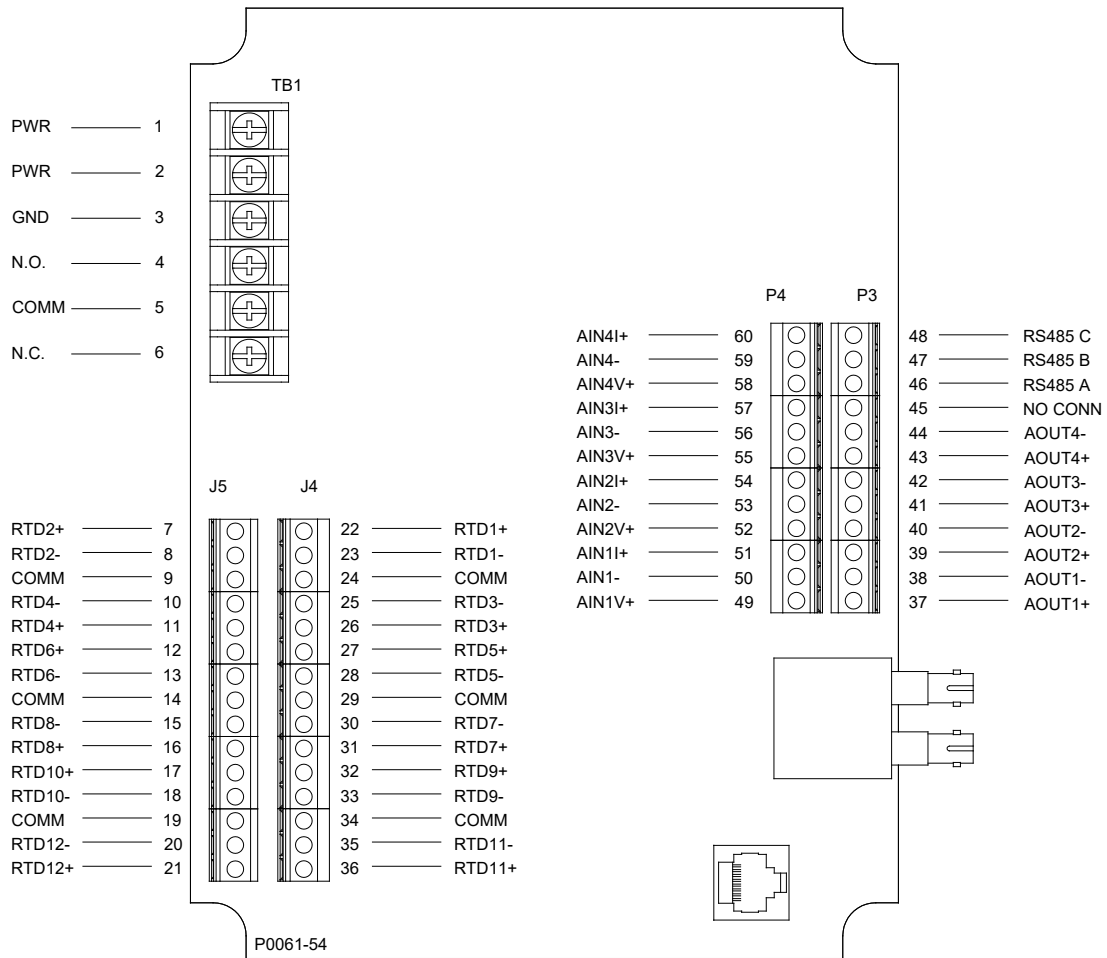 TB1
PWR 1
PWR 2
GND 3
N.O. 4
COMM 5
N.C. 6
P4 P3
AIN4I+ 60 48 RS485 C
AIN4- 59 47 RS485 B
AIN4V+ 58 46 RS485 A
AIN3I+ 57 45 NO CONN
AIN3- 56 44 AOUT4-
AIN3V+ 55 43 AOUT4+
AIN2I+ 54 42 AOUT3-
AIN2- 53 41 AOUT3+
AIN2V+ 52 40 AOUT2-
AIN1I+ 51 39 AOUT2+
AIN1- 50 38 AOUT1-
AIN1V+ 49 37 AOUT1+
J5 J4
RTD2+ 7 22 RTD1+
RTD2- 8 23 RTD1-
COMM 9 24 COMM
RTD4- 10 25 RTD3-
RTD4+ 11 26 RTD3+
RTD6+ 12 27 RTD5+
RTD6- 13 28 RTD5-
COMM 14 29 COMM
RTD8- 15 30 RTD7-
RTD8+ 16 31 RTD7+
RTD10+ 17 32 RTD9+
RTD10- 18 33 RTD9-
COMM 19 34 COMM
RTD12- 20 35 RTD11-
RTD12+ 21 36 RTD11+
P0061-54